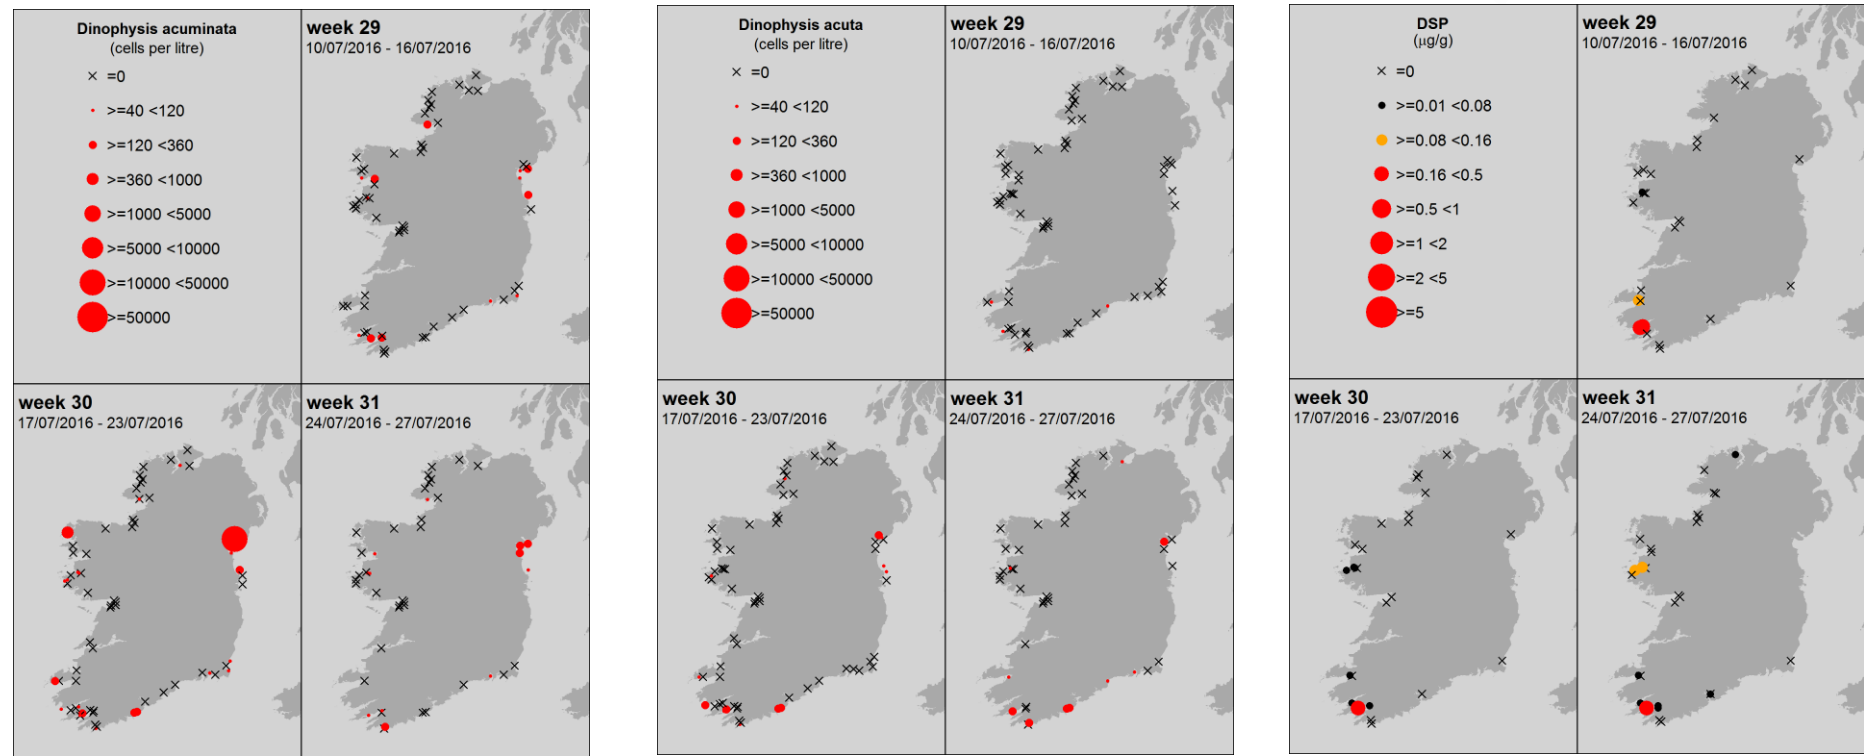 Dinophysis acuminata
(cells per litre)
=0
>=40 <120
>=120 <360
>=360 <1000
>=1000 <5000
>=5000 <10000
>=10000 <50000
>=50000
week 29
10/07/2016 - 16/07/2016
week 30
17/07/2016 - 23/07/2016
week 31
24/07/2016 - 27/07/2016
Dinophysis acuta
(cells per litre)
=0
>=40 <120
>=120 <360
>=360 <1000
>=1000 <5000
>=5000 <10000
>=10000 <50000
>=50000
week 29
10/07/2016 - 16/07/2016
week 30
17/07/2016 - 23/07/2016
week 31
24/07/2016 - 27/07/2016
DSP
(µg/g)
=0
>=0.01 <0.08
>=0.08 <0.16
>=0.16 <0.5
>=0.5 <1
>=1 <2
>=2 <5
>=5
week 29
10/07/2016 - 16/07/2016
week 30
17/07/2016 - 23/07/2016
week 31
24/07/2016 - 27/07/2016